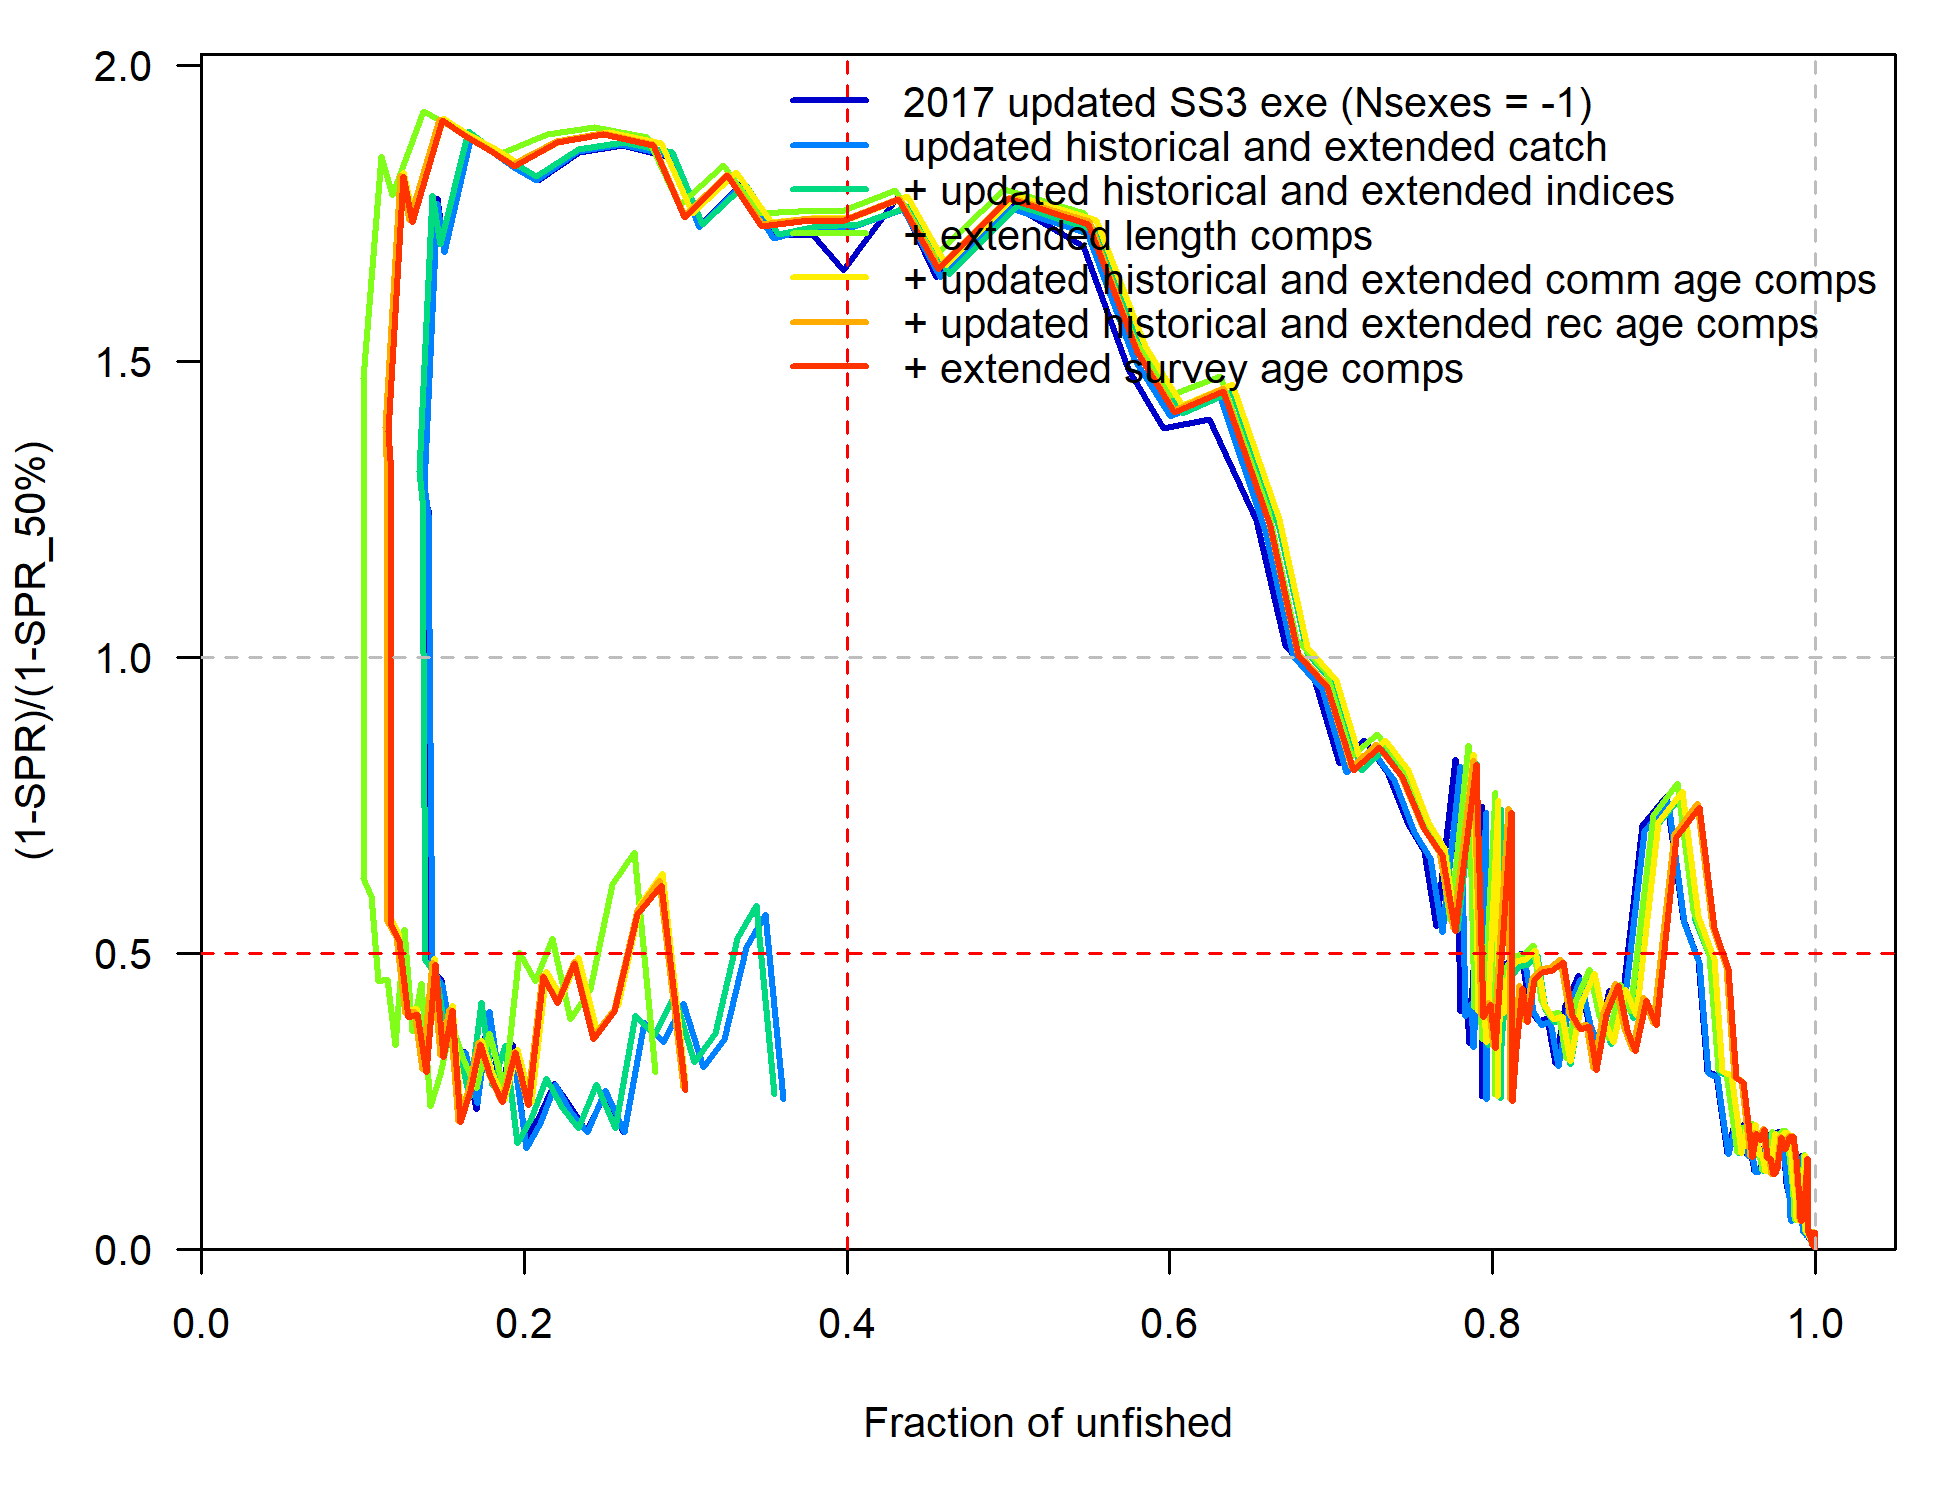 2.0
1.5
1.0
0.5
0.0
(1-SPR)/(1-SPR_50%)
2017 updated SS3 exe (Nsexes = -1)
updated historical and extended catch
+ updated historical and extended indices
+ extended length comps
+ updated historical and extended comm age comps
+ updated historical and extended rec age comps
+ extended survey age comps
0.0 0.2 0.4 0.6 0.8 1.0
Fraction of unfished